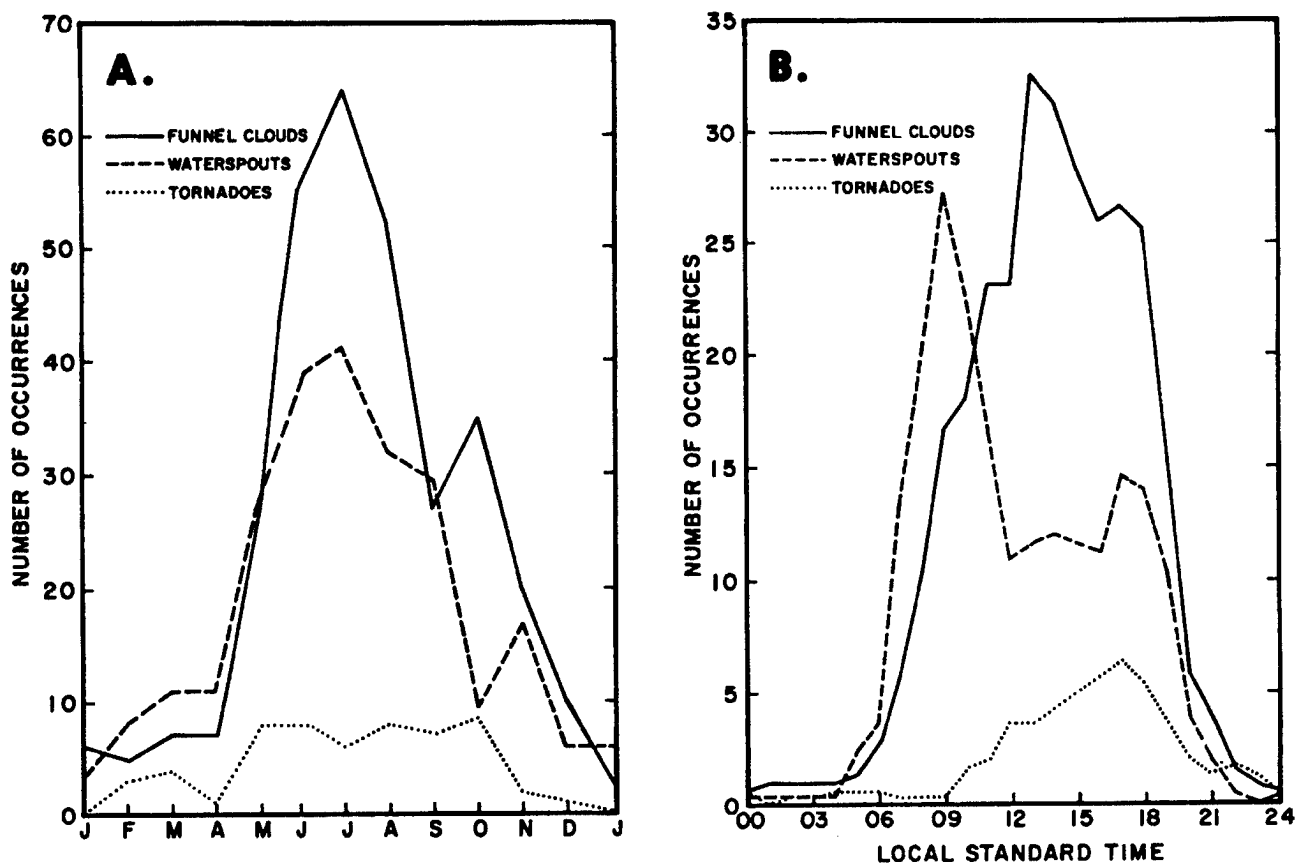 A.
FUNNEL CLOUDS
WATERSPOUTS
TORNADOES
NUMBER OF OCCURRENCES
70
60
50
40
30
20
10
0
J F M A M J J A S O N D J
B.
FUNNEL CLOUDS
WATERSPOUTS
TORNADOES
NUMBER OF OCCURRENCES
35
30
25
20
15
10
5
0
00 03 06 09 12 15 18 21 24
LOCAL STANDARD TIME